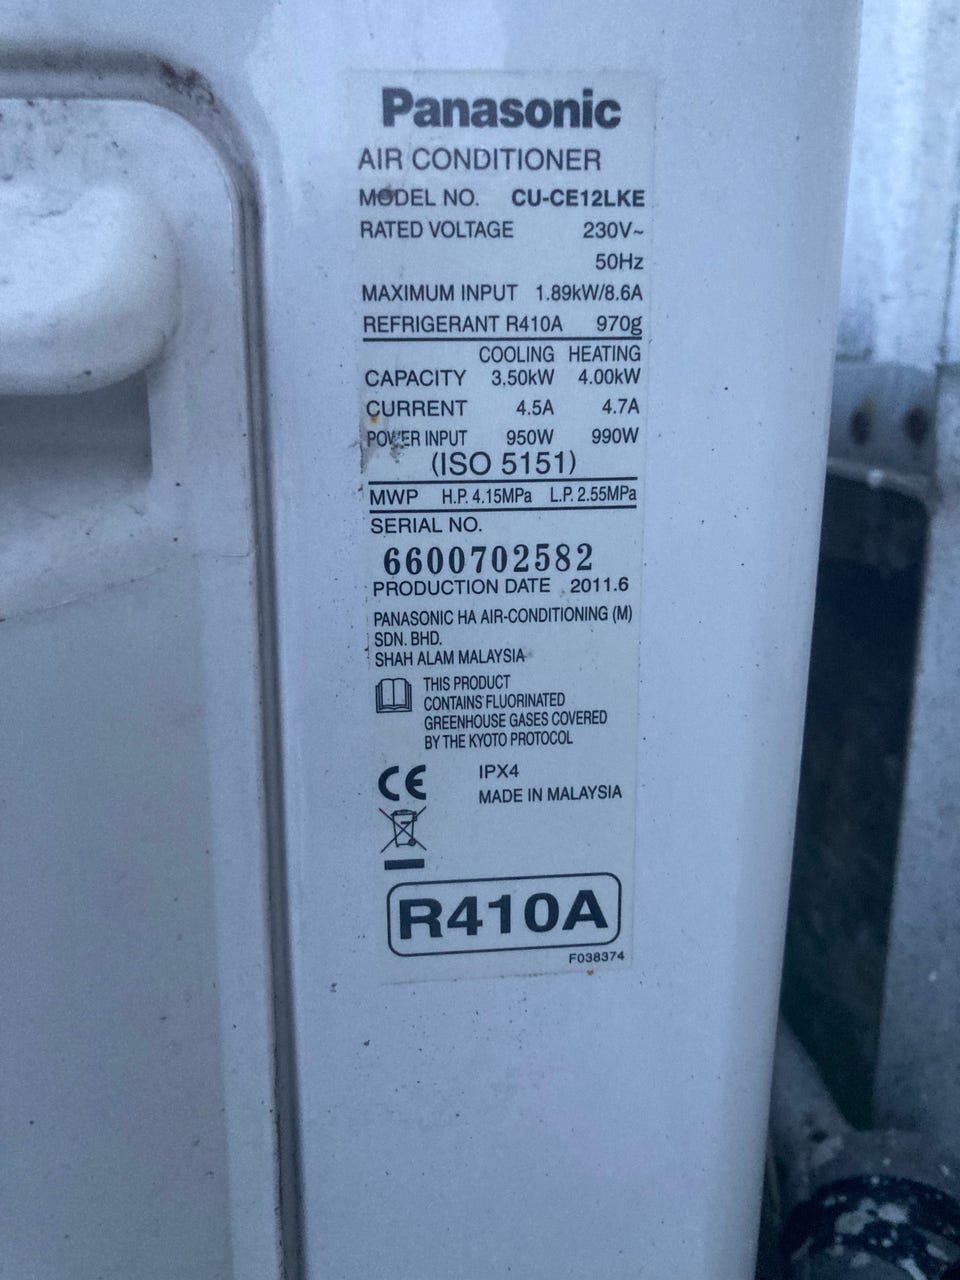 Panasonic
AIR CONDITIONER
MODEL NO. CU-CE12LKE
RATED VOLTAGE 230V~
50Hz
MAXIMUM INPUT 1.89kW/8.6A
REFRIGERANT R410A 970g
COOLING HEATING
CAPACITY 3.50kW 4.00kW
CURRENT 4.5A 4.7A
POWER INPUT 950W 990W
(ISO 5151)
MWP H.P. 4.15MPa L.P. 2.55MPa
SERIAL NO.
6600702582
PRODUCTION DATE 2011.6
PANASONIC HA AIR-CONDITIONING (M)
SDN. BHD.
SHAH ALAM MALAYSIA
THIS PRODUCT
CONTAINS FLUORINATED
GREENHOUSE GASES COVERED
BY THE KYOTO PROTOCOL
CE IPX4
MADE IN MALAYSIA
R410A
F038374